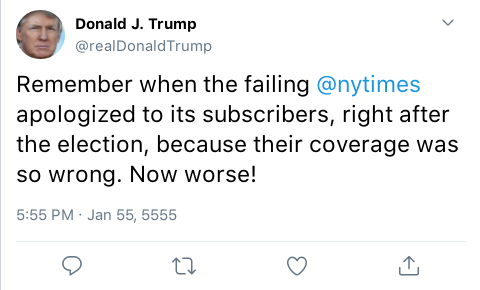 Donald J. Trump
@realDonaldTrump
Remember when the failing @nytimes
apologized to its subscribers, right after
the election, because their coverage was
so wrong. Now worse!
5:55 PM · Jan 55, 5555